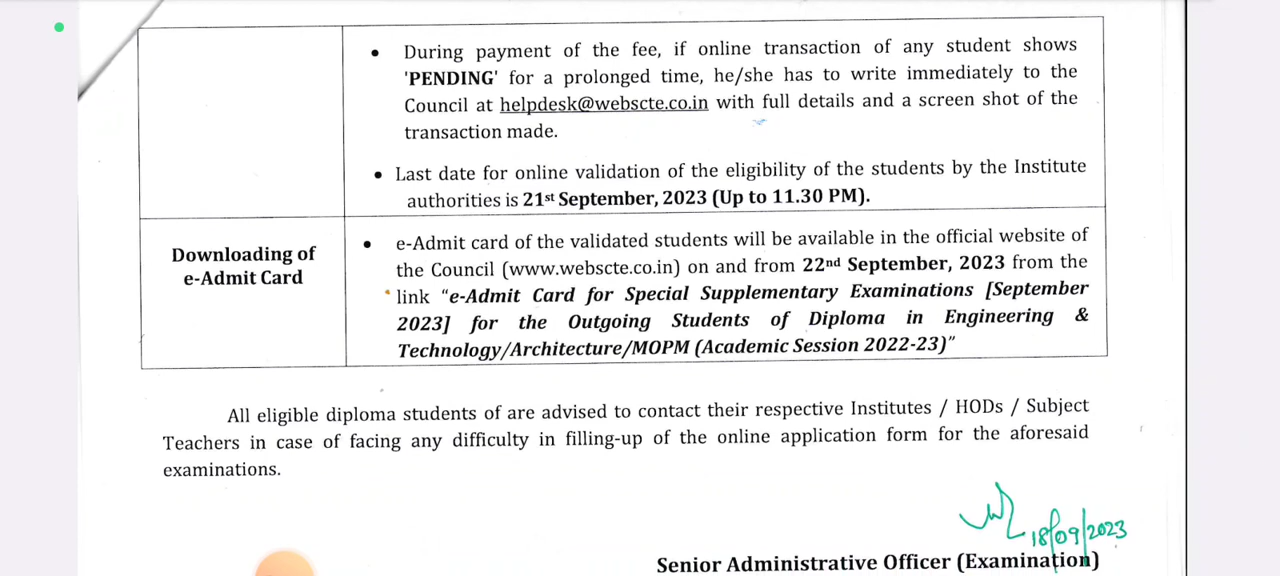 • During payment of the fee, if online transaction of any student shows
'PENDING' for a prolonged time, he/she has to write immediately to the
Council at helpdesk@webscte.co.in with full details and a screen shot of the
transaction made.
• Last date for online validation of the eligibility of the students by the Institute
authorities is 21st September, 2023 (Up to 11.30 PM).
Downloading of
e-Admit Card
• e-Admit card of the validated students will be available in the official website of
the Council (www.webscte.co.in) on and from 22nd September, 2023 from the
link “e-Admit Card for Special Supplementary Examinations [September
2023] for the Outgoing Students of Diploma in Engineering &
Technology/Architecture/MOPM (Academic Session 2022-23)”
All eligible diploma students of are advised to contact their respective Institutes / HODs / Subject
Teachers in case of facing any difficulty in filling-up of the online application form for the aforesaid
examinations.
18/09/2023
Senior Administrative Officer (Examination)